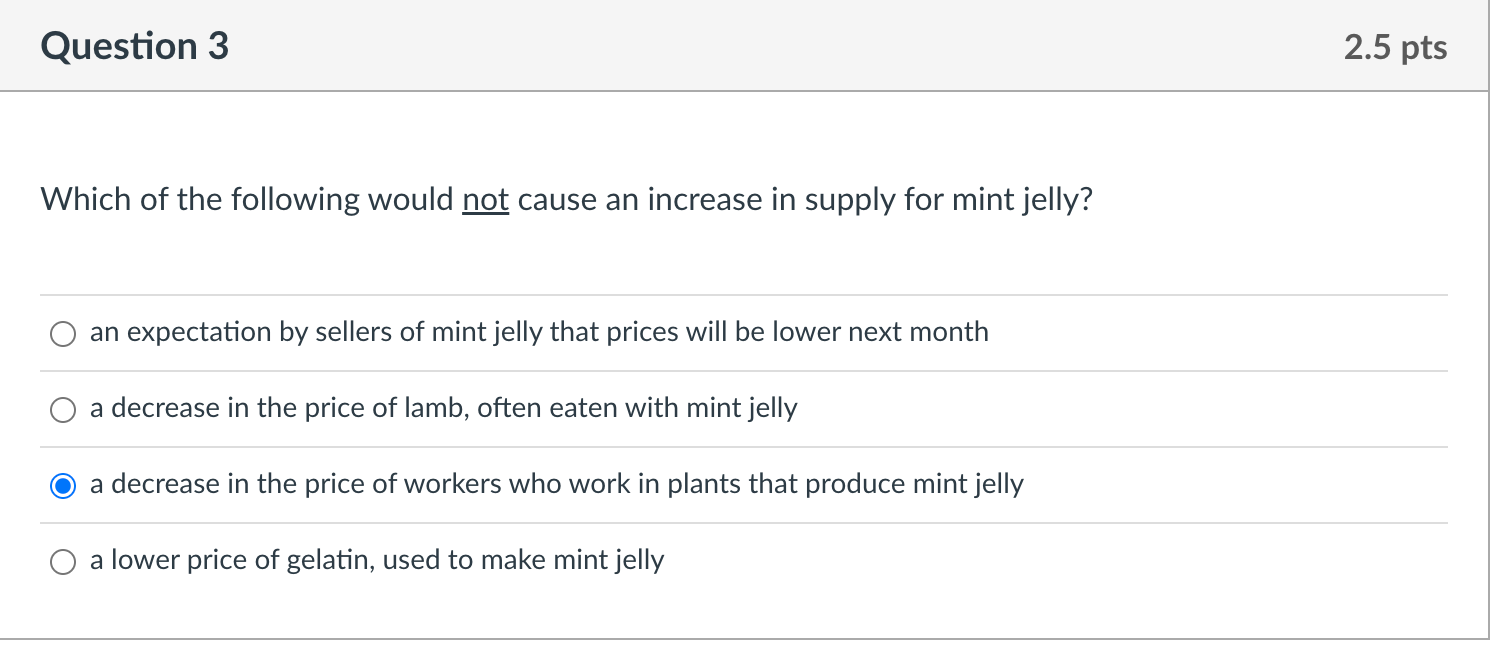 Question 3
2.5 pts
Which of the following would not cause an increase in supply for mint jelly?
an expectation by sellers of mint jelly that prices will be lower next month
a decrease in the price of lamb, often eaten with mint jelly
a decrease in the price of workers who work in plants that produce mint jelly
a lower price of gelatin, used to make mint jelly